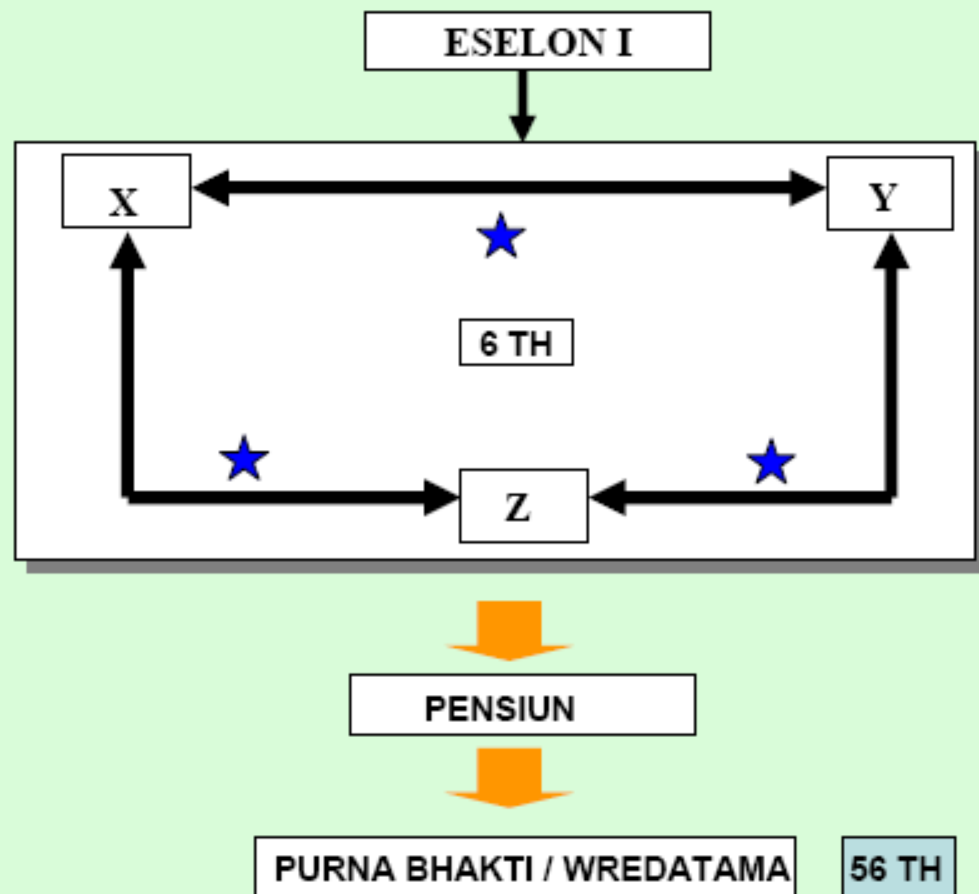 ESELON I
X
Y
6 TH
Z
PENSIUN
PURNA BHAKTI / WREDATAMA
56 TH